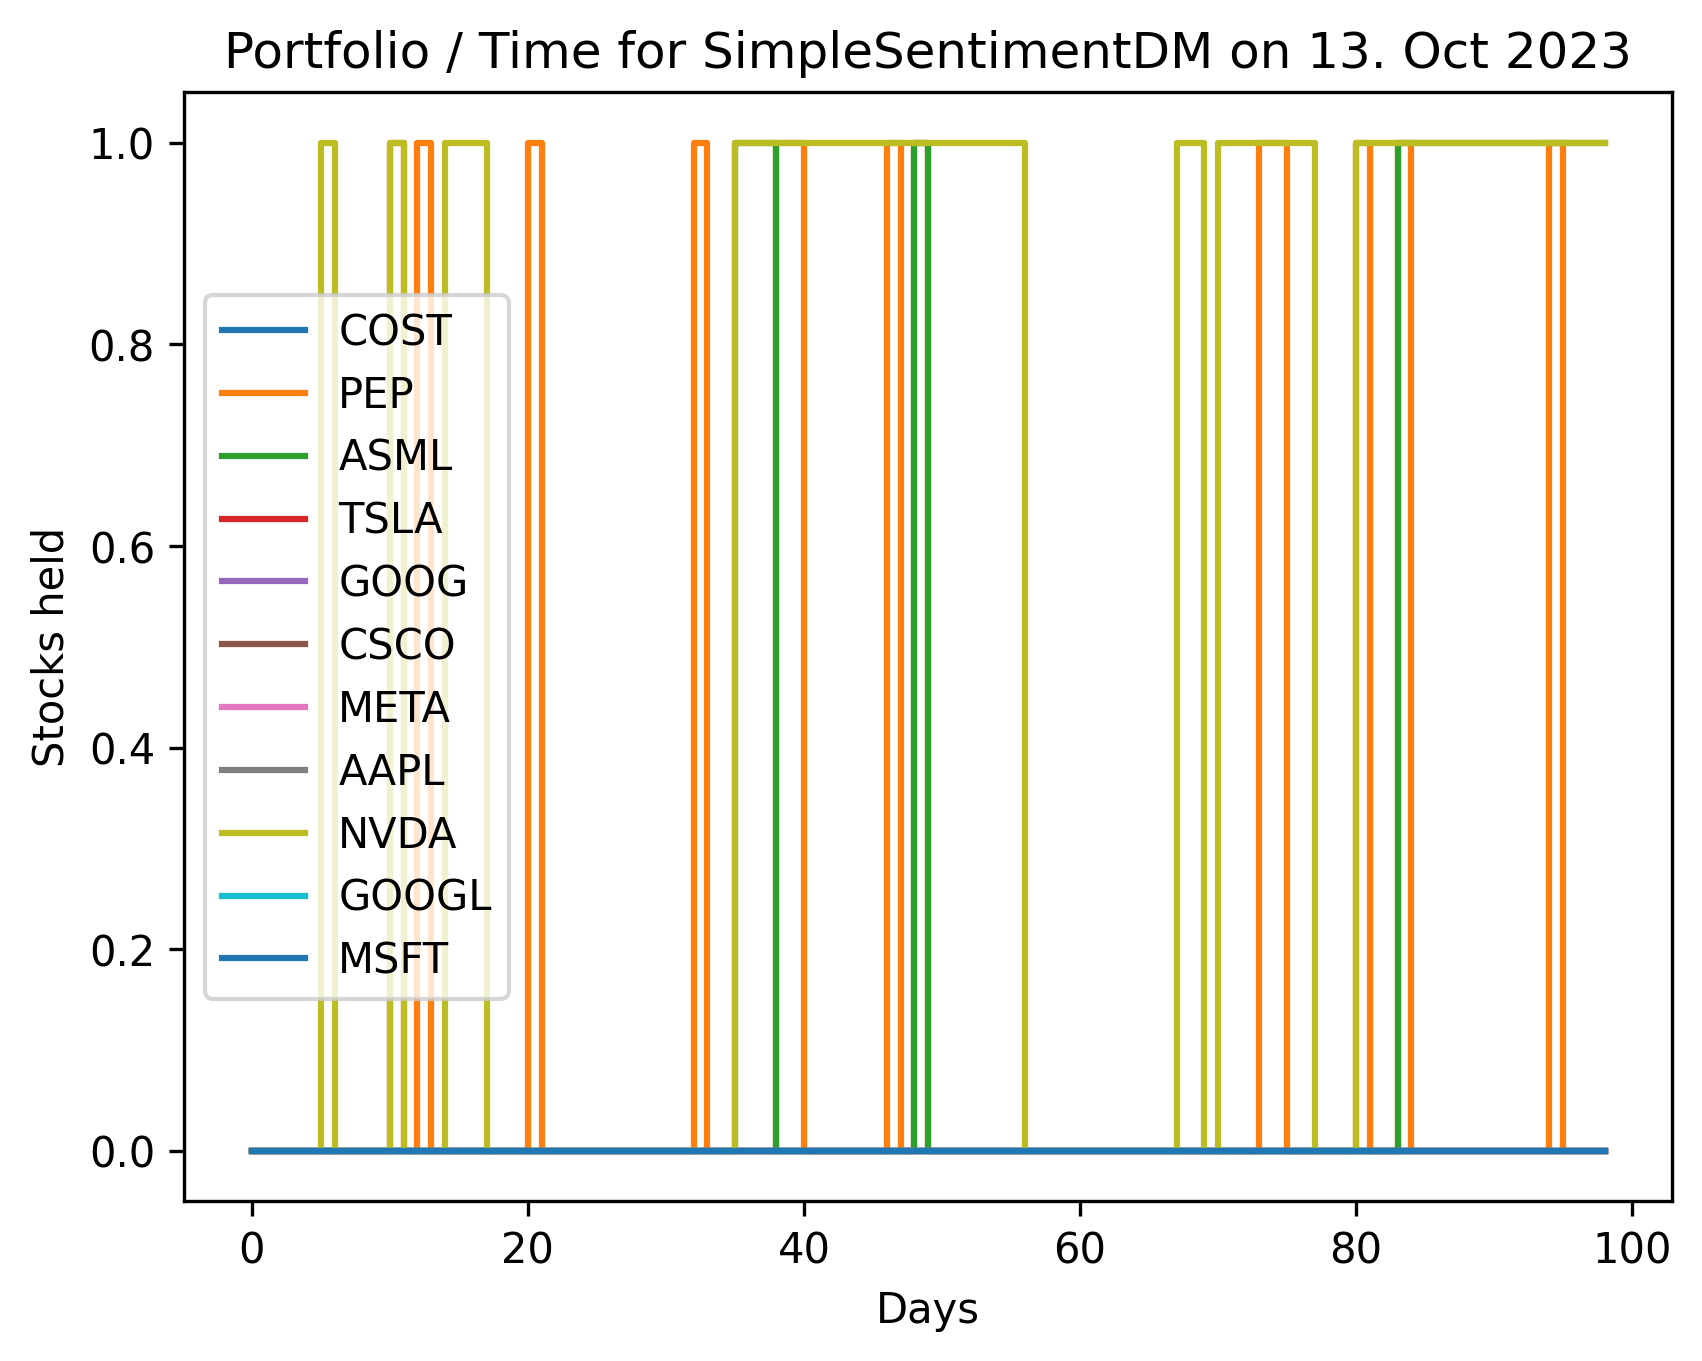 Portfolio / Time for SimpleSentimentDM on 13. Oct 2023
1.0
0.8
0.6
0.4
0.2
0.0
Stocks held
COST
PEP
ASML
TSLA
GOOG
CSCO
META
AAPL
NVDA
GOOGL
MSFT
0 20 40 60 80 100
Days